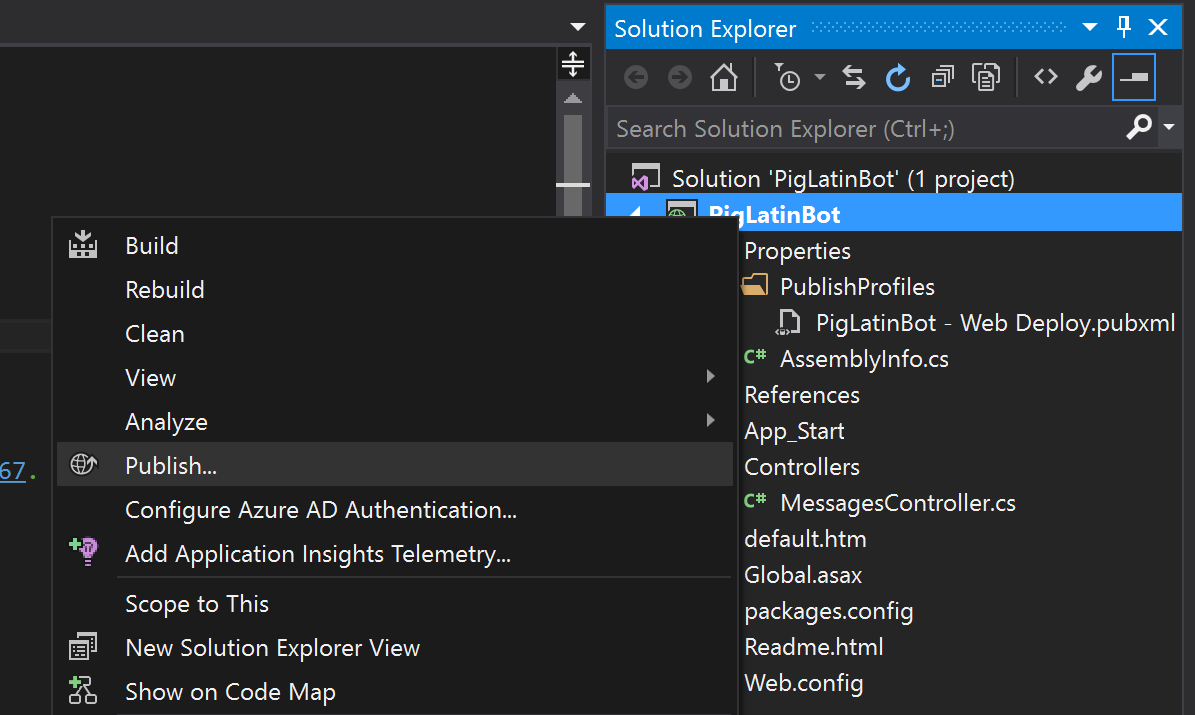 Solution Explorer
Search Solution Explorer (Ctrl+;)
Solution 'PigLatinBot' (1 project)
PigLatinBot
Properties
PublishProfiles
PigLatinBot - Web Deploy.pubxml
C# AssemblyInfo.cs
References
App_Start
Controllers
C# MessagesController.cs
default.htm
Global.asax
packages.config
Readme.html
Web.config
Build
Rebuild
Clean
View
Analyze
Publish...
Configure Azure AD Authentication...
Add Application Insights Telemetry...
Scope to This
New Solution Explorer View
Show on Code Map
67.